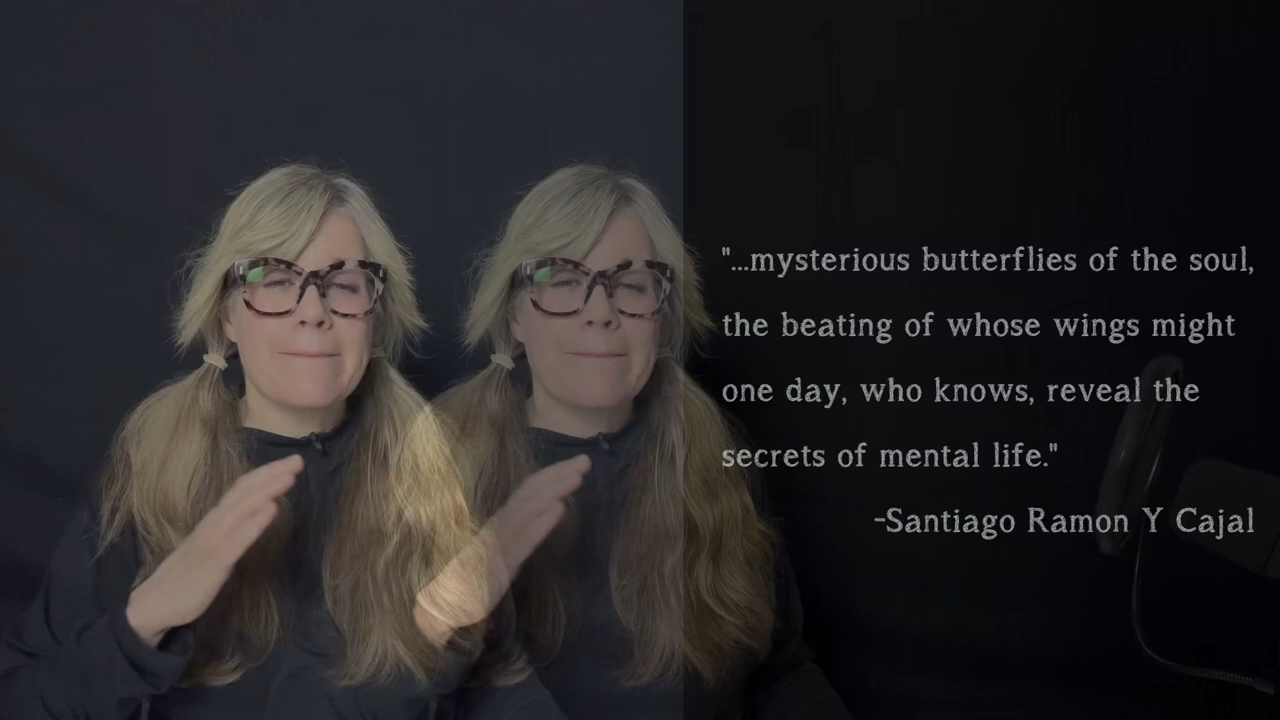 "...mysterious butterflies of the soul,
the beating of whose wings might
one day, who knows, reveal the
secrets of mental life."
-Santiago Ramon Y Cajal